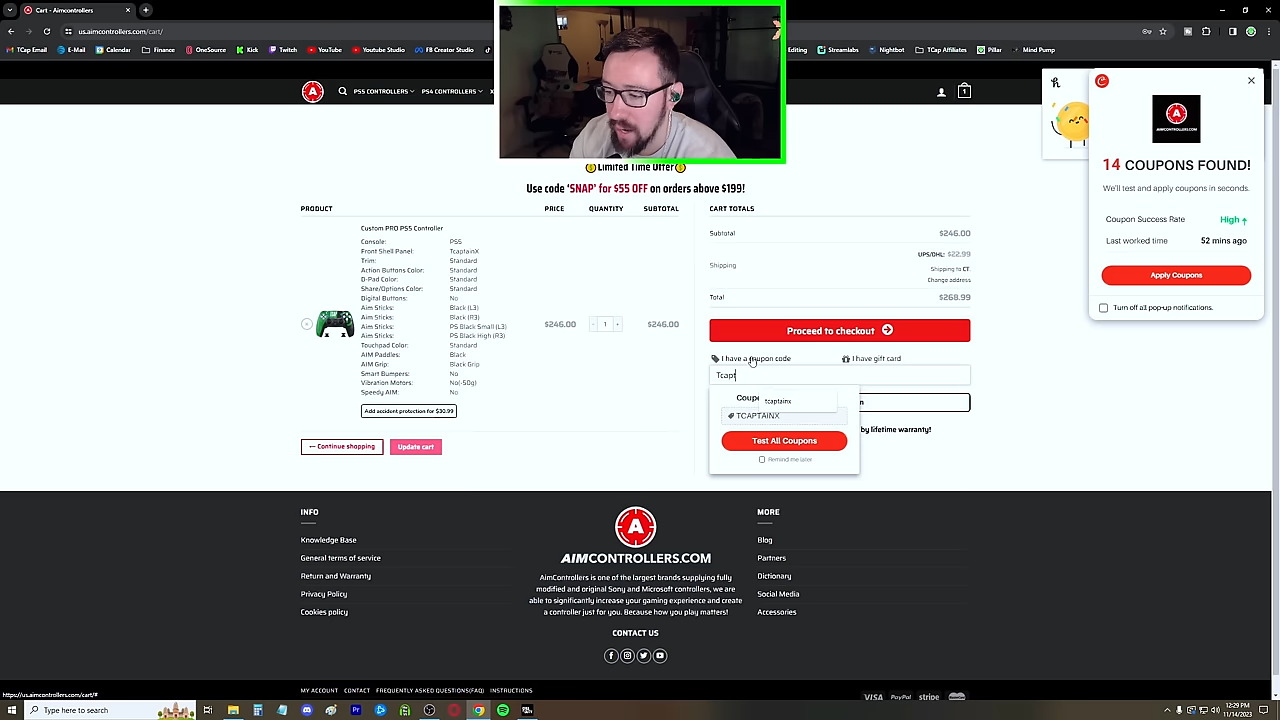 Cart - Aimcontrollers
us.aimcontrollers.com/cart/
TCap Email
E-Mail
Calendar
Finance
OneSource
Kick
Twitch
YouTube
Youtube Studio
FB Creator Studio
Editing
Streamlabs
Nightbot
TCap Affiliates
Pillar
Mind Pump
A
PS5 CONTROLLERS
PS4 CONTROLLERS
1
Limited Time Offer
Use code 'SNAP' for $55 OFF on orders above $199!
PRODUCT
PRICE
QUANTITY
SUBTOTAL
Custom PRO PS5 Controller
Console: PS5
Front Shell Panel: TcaptainX
Trim: Standard
Action Buttons Color: Standard
D-Pad Color: Standard
Share/Options Color: Standard
Digital Buttons: No
Aim Sticks: Black (L3)
Aim Sticks: Black (R3)
Aim Sticks: PS Black Small (L3)
Aim Sticks: PS Black High (R3)
Touchpad Color: Standard
AIM Paddles: Black
AIM Grip: Black Grip
Smart Bumpers: No
Vibration Motors: No(-50g)
Speedy AIM: No
$246.00
- 1 +
$246.00
Add accident protection for $30.99
← Continue shopping
Update cart
CART TOTALS
Subtotal $246.00
Shipping
UPS/DHL: $22.99
Shipping to CT.
Change address
Total $268.99
Proceed to checkout
I have a coupon code
I have gift card
Tcapt
tcaptainx
TCAPTAINX
Test All Coupons
Remind me later
by lifetime warranty!
14 COUPONS FOUND!
We'll test and apply coupons in seconds.
Coupon Success Rate High
Last worked time 52 mins ago
Apply Coupons
Turn off all pop-up notifications.
AIMCONTROLLERS.COM
INFO
Knowledge Base
General terms of service
Return and Warranty
Privacy Policy
Cookies policy
A
AIMCONTROLLERS.COM
AimControllers is one of the largest brands supplying fully
modified and original Sony and Microsoft controllers, we are
able to significantly increase your gaming experience and create
a controller just for you. Because how you play matters!
CONTACT US
MORE
Blog
Partners
Dictionary
Social Media
Accessories
https://us.aimcontrollers.com/cart/#
MY ACCOUNT
CONTACT
FREQUENTLY ASKED QUESTIONS(FAQ)
INSTRUCTIONS
VISA
PayPal
stripe
Type here to search
12:29 PM
11/14/2023